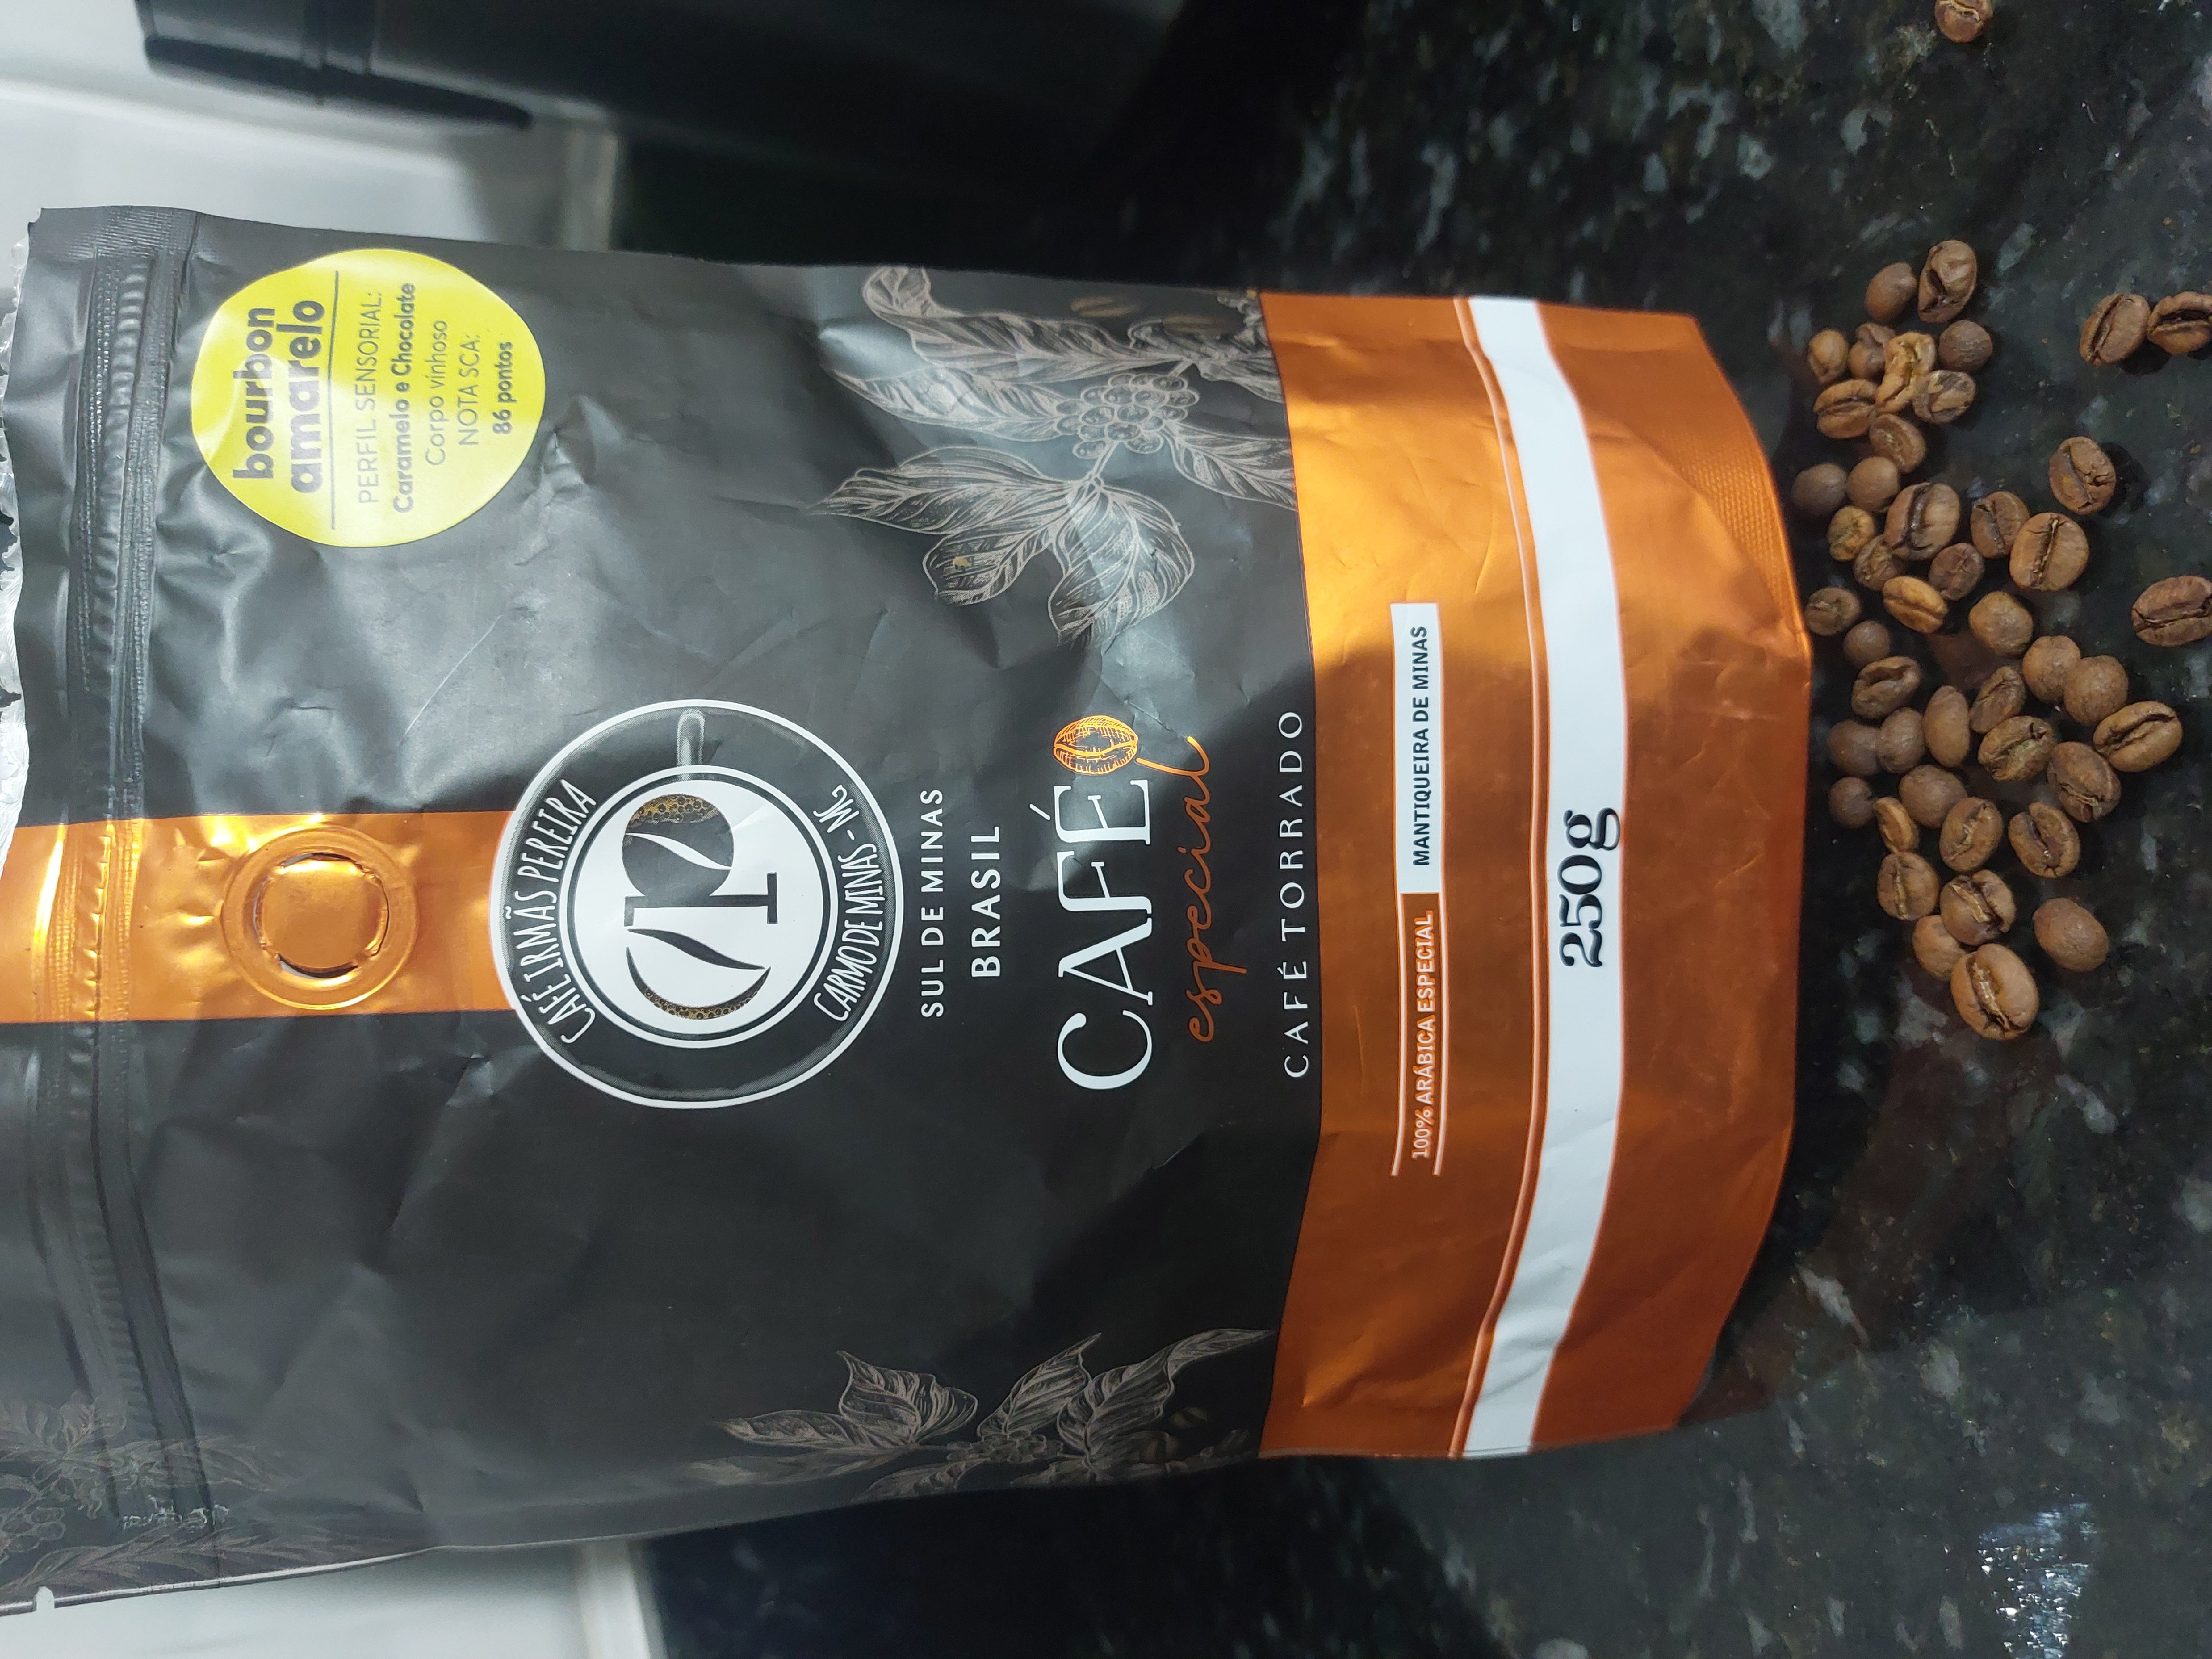 bourbon
amarelo
PERFIL SENSORIAL:
Caramelo e Chocolate
Corpo vinhoso
NOTA SCA:
86 pontos
CAFÉ IRMÃS PEREIRA
CARMO DE MINAS - MG
SUL DE MINAS
BRASIL
CAFÉ
especial
CAFÉ TORRADO
100% ARÁBICA ESPECIAL MANTIQUEIRA DE MINAS
250g